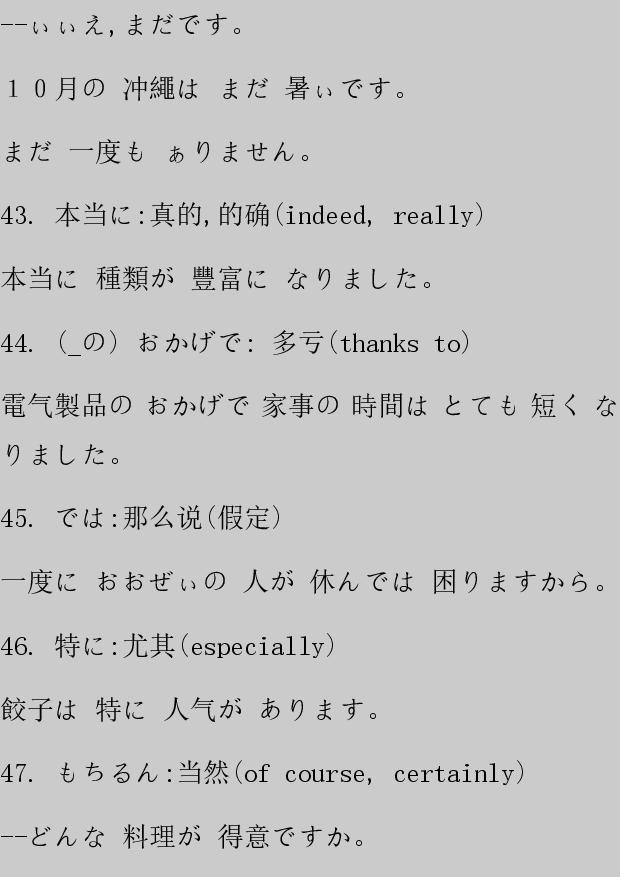 --ぃぃえ,まだです。
１０月の 冲繩は まだ 暑ぃです。
まだ 一度も ぁりません。
43. 本当に:真的,的确(indeed, really)
本当に 種類が 豐富に なりました。
44. (_の) おかげで: 多亏(thanks to)
電気製品の おかげで 家事の 時間は とても 短く な
りました。
45. では:那么说(假定)
一度に おおぜぃの 人が 休んでは 困りますから。
46. 特に:尤其(especially)
餃子は 特に 人气が あります。
47. もちるん:当然(of course, certainly)
--どんな 料理が 得意ですか。